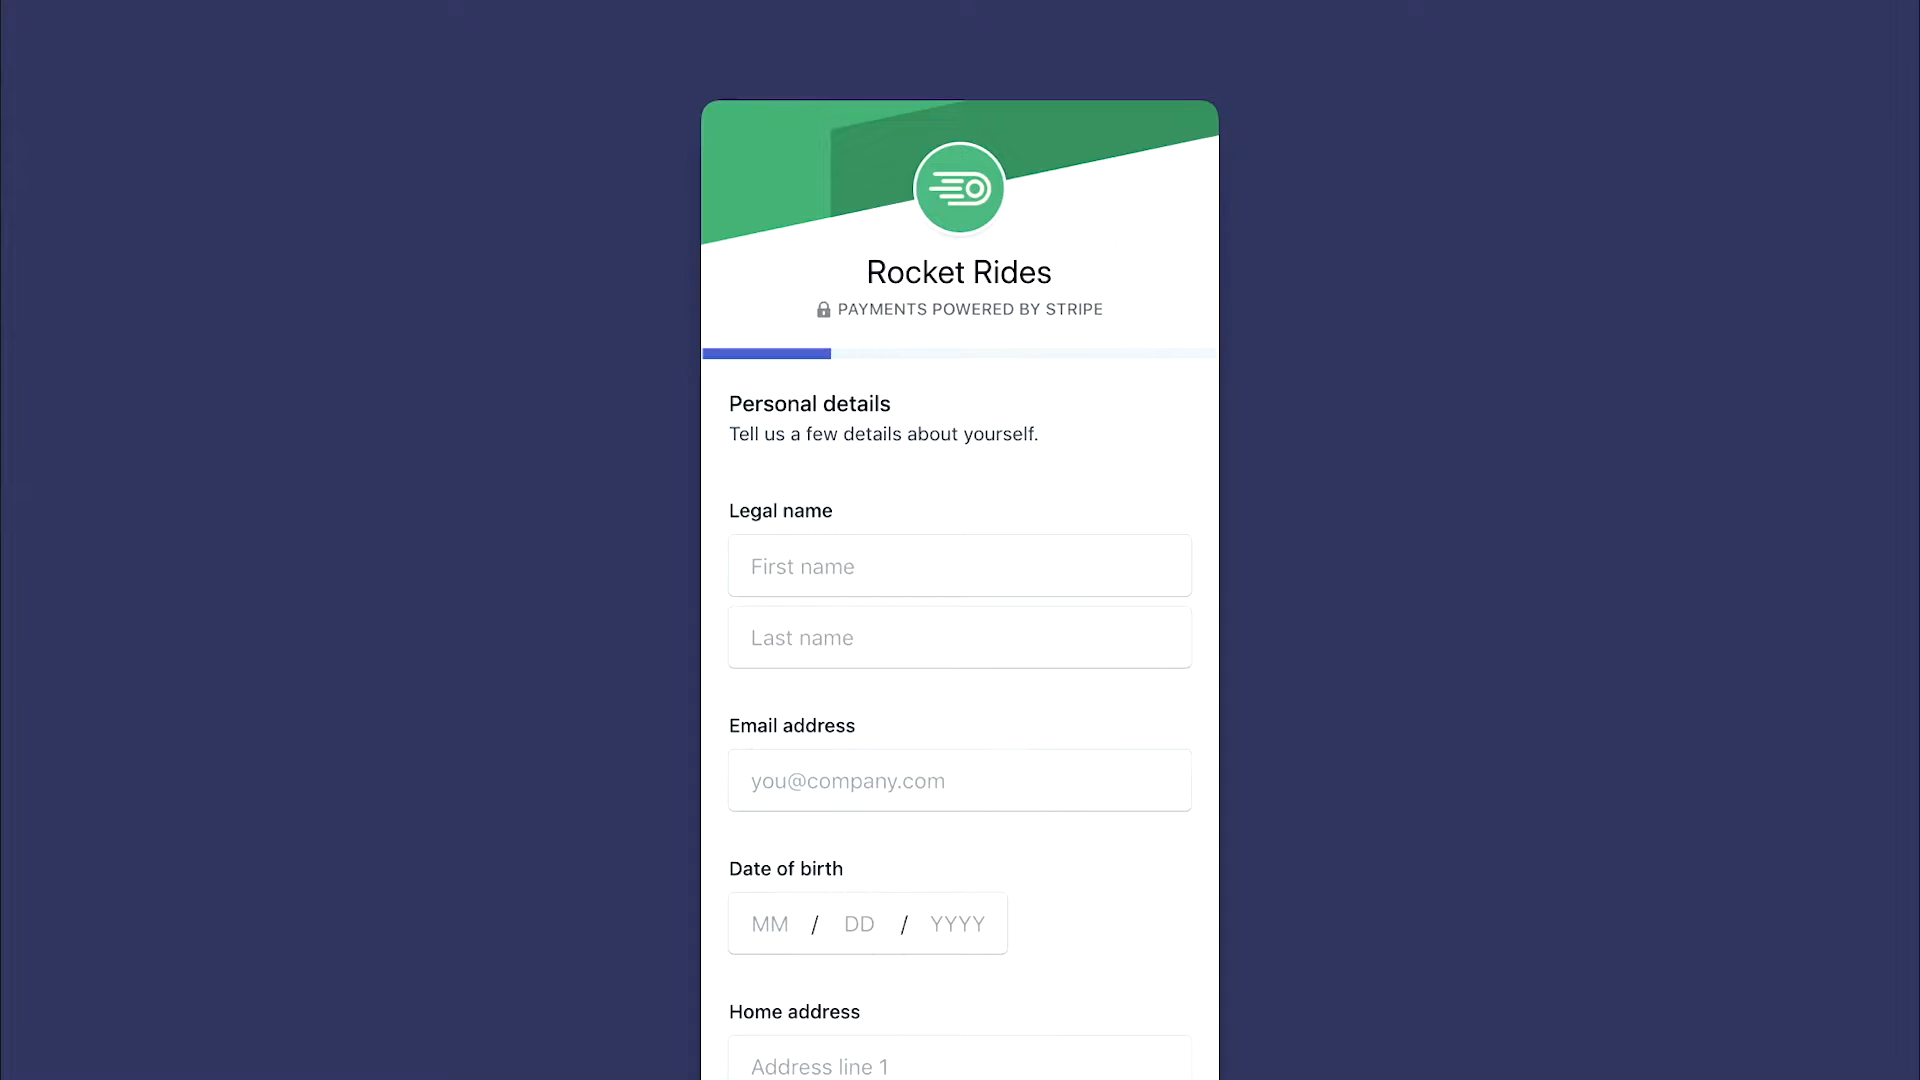 Rocket Rides
PAYMENTS POWERED BY STRIPE
Personal details
Tell us a few details about yourself.
Legal name
First name
Last name
Email address
you@company.com
Date of birth
MM / DD / YYYY
Home address
Address line 1